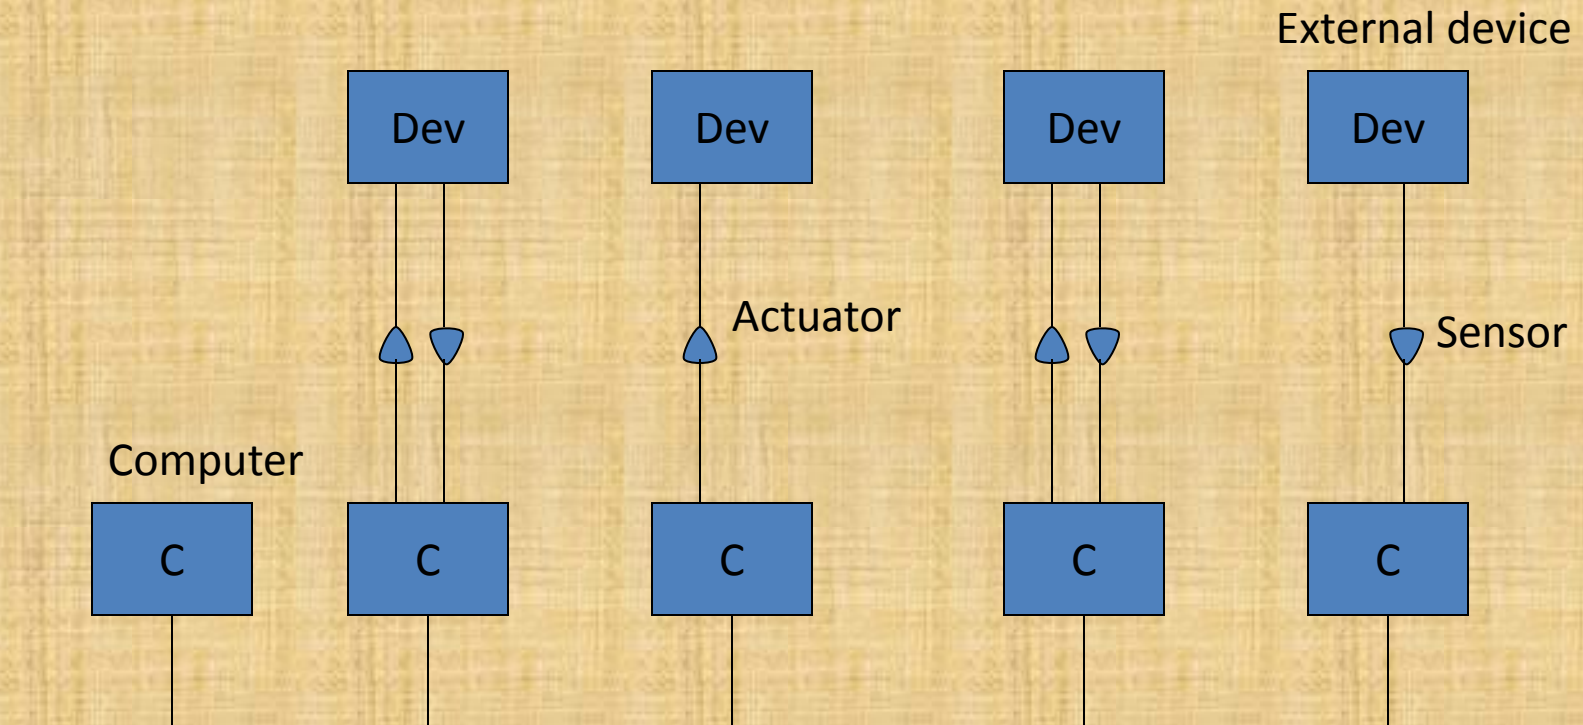 External device
Dev
Dev
Dev
Dev
Actuator
Sensor
Computer
C
C
C
C
C